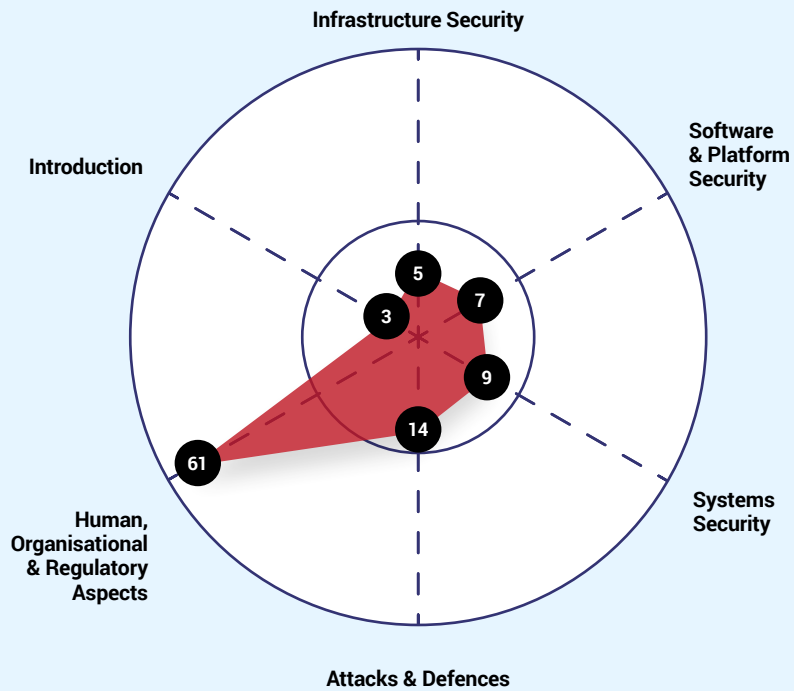 Infrastructure Security
Software
& Platform
Security
Introduction
5
7
3
9
14
61
Systems
Security
Human,
Organisational
& Regulatory
Aspects
Attacks & Defences